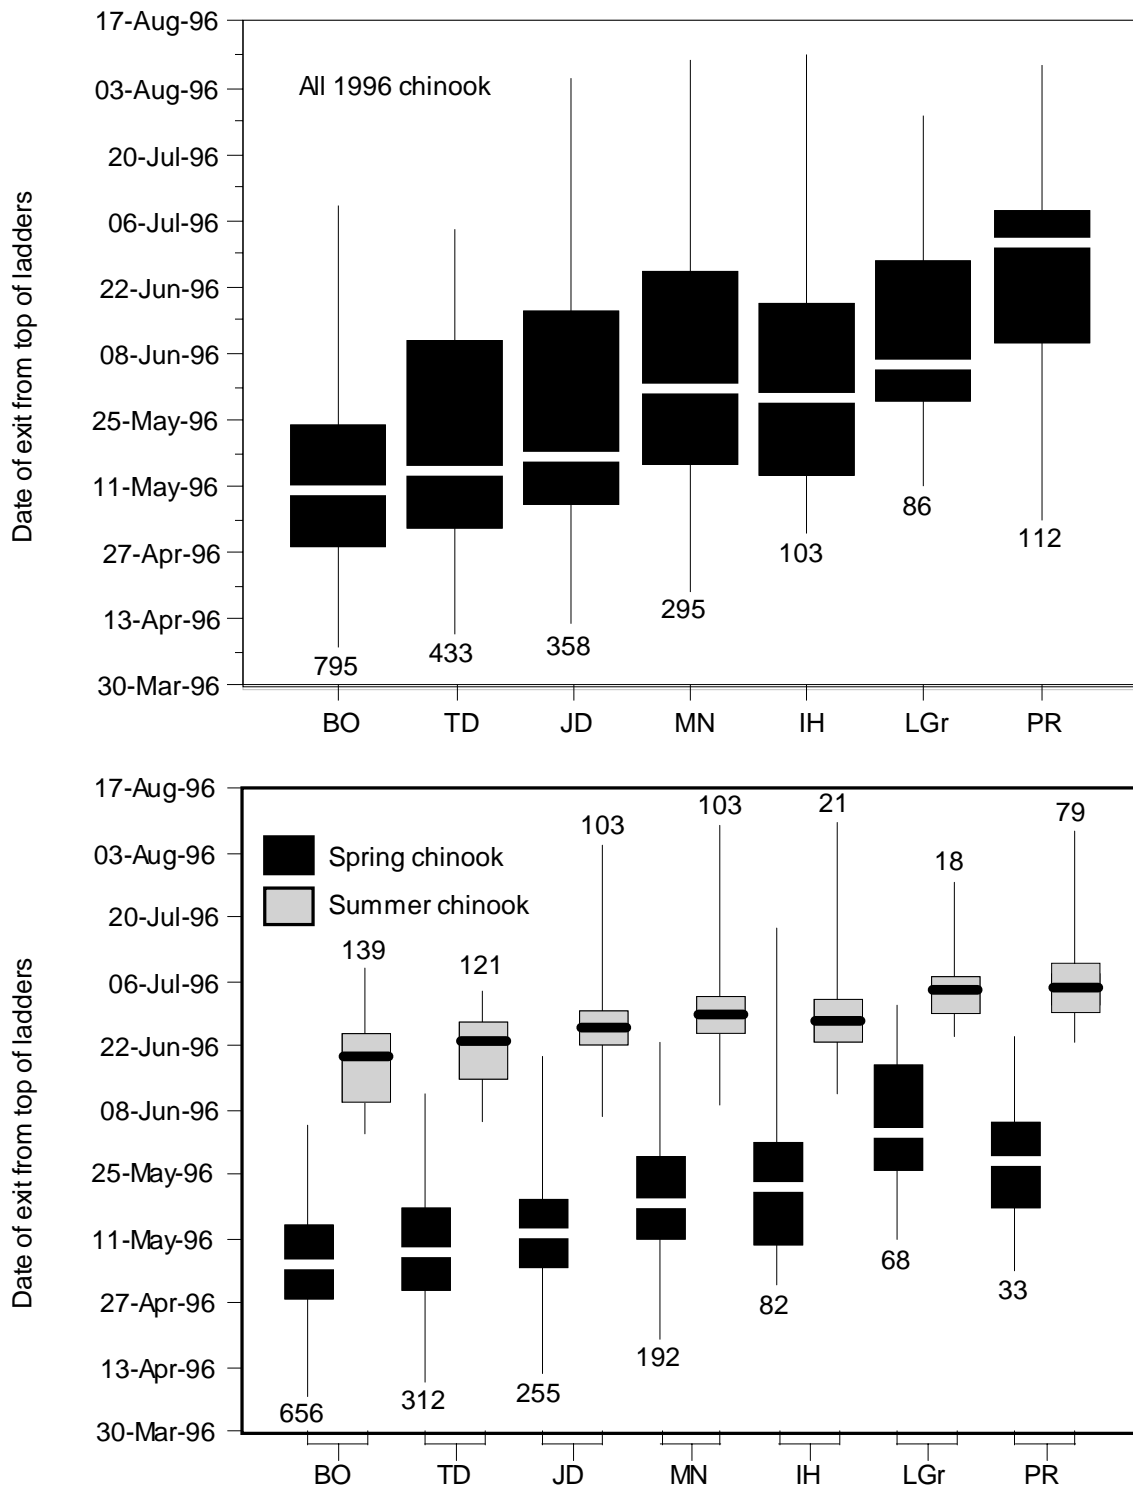 17-Aug-96
03-Aug-96
20-Jul-96
06-Jul-96
22-Jun-96
08-Jun-96
25-May-96
11-May-96
27-Apr-96
13-Apr-96
30-Mar-96
Date of exit from top of ladders
All 1996 chinook
795
433
358
295
103
86
112
BO
TD
JD
MN
IH
LGr
PR
17-Aug-96
03-Aug-96
20-Jul-96
06-Jul-96
22-Jun-96
08-Jun-96
25-May-96
11-May-96
27-Apr-96
13-Apr-96
30-Mar-96
Date of exit from top of ladders
Spring chinook
Summer chinook
139
121
103
103
21
18
79
656
312
255
192
82
68
33
BO
TD
JD
MN
IH
LGr
PR